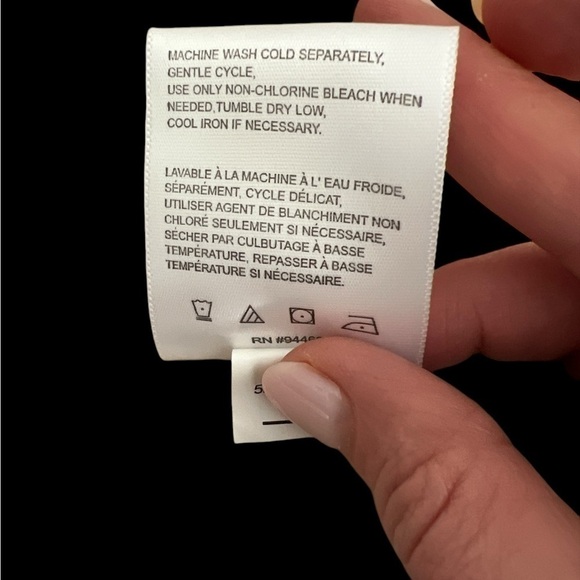 MACHINE WASH COLD SEPARATELY,
GENTLE CYCLE,
USE ONLY NON-CHLORINE BLEACH WHEN
NEEDED,TUMBLE DRY LOW,
COOL IRON IF NECESSARY.
LAVABLE À LA MACHINE À L' EAU FROIDE,
SÉPARÉMENT, CYCLE DÉLICAT,
UTILISER AGENT DE BLANCHIMENT NON
CHLORÉ SEULEMENT SI NÉCESSAIRE,
SÉCHER PAR CULBUTAGE À BASSE
TEMPÉRATURE, REPASSER À BASSE
TEMPÉRATURE SI NÉCESSAIRE.
RN